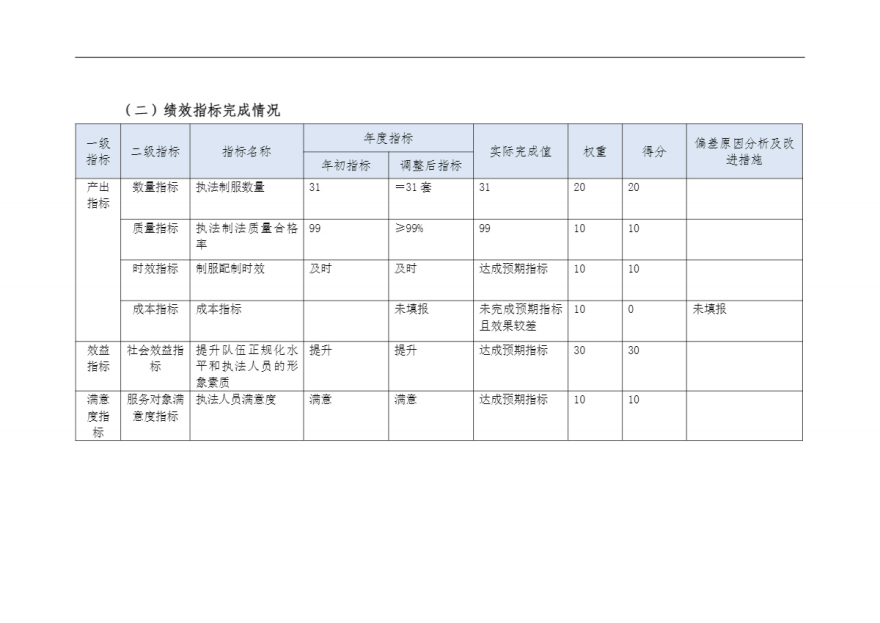 （二）绩效指标完成情况
一级指标 二级指标 指标名称 年度指标 实际完成值 权重 得分 偏差原因分析及改进措施
年初指标 调整后指标
产出指标 数量指标 执法制服数量 31 ＝31 套 31 20 20
质量指标 执法制法质量合格率 99 ≥99% 99 10 10
时效指标 制服配制时效 及时 及时 达成预期指标 10 10
成本指标 成本指标 未填报 未完成预期指标且效果较差 10 0 未填报
效益指标 社会效益指标 提升队伍正规化水平和执法人员的形象素质 提升 提升 达成预期指标 30 30
满意度指标 服务对象满意度指标 执法人员满意度 满意 满意 达成预期指标 10 10